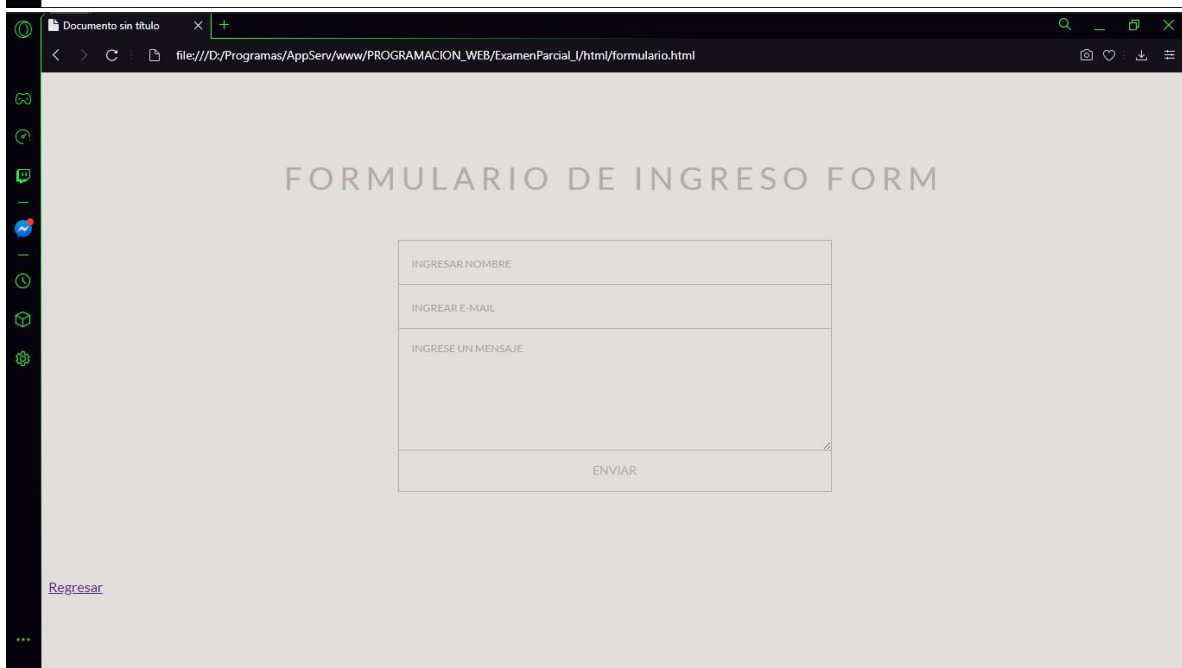 Documento sin título
file:///D:/Programas/AppServ/www/PROGRAMACION_WEB/ExamenParcial_I/html/formulario.html
FORMULARIO DE INGRESO FORM
INGRESAR NOMBRE
INGREAR E-MAIL
INGRESE UN MENSAJE
ENVIAR
Regresar